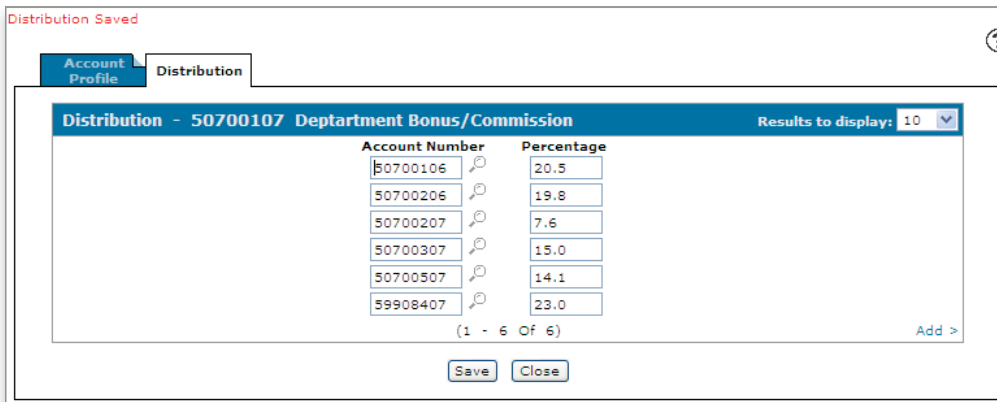 Distribution Saved
Account Profile
Distribution
Distribution - 50700107 Deptartment Bonus/Commission Results to display: 10
Account Number Percentage
50700106 20.5
50700206 19.8
50700207 7.6
50700307 15.0
50700507 14.1
59908407 23.0
(1 - 6 Of 6) Add >
Save Close